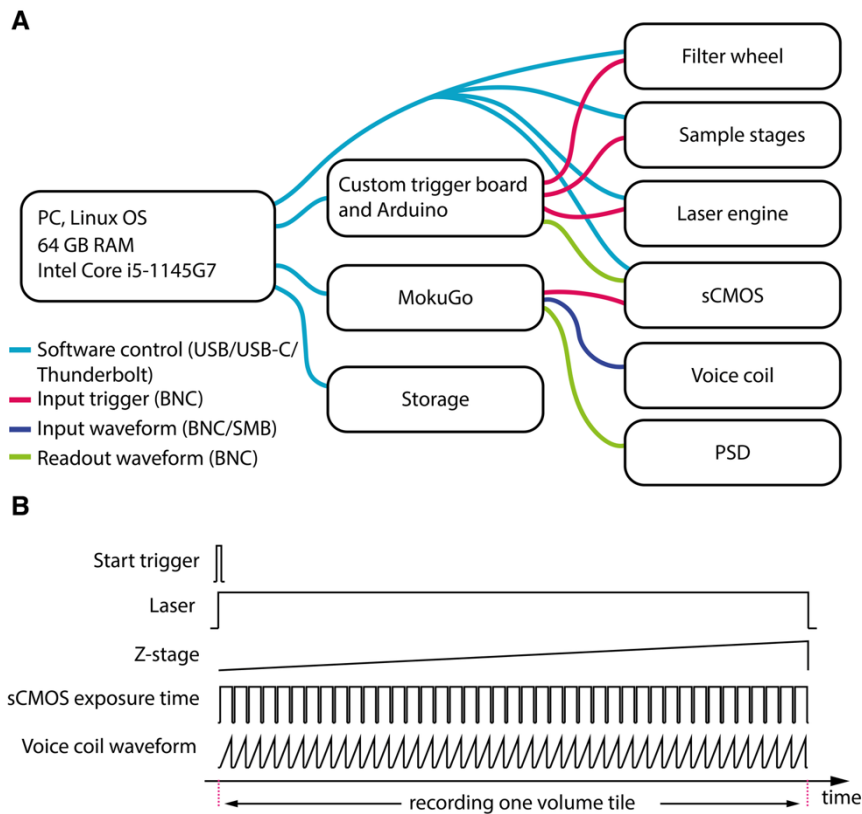 A
PC, Linux OS
64 GB RAM
Intel Core i5-1145G7
Custom trigger board
and Arduino
MokuGo
Storage
Filter wheel
Sample stages
Laser engine
sCMOS
Voice coil
PSD
Software control (USB/USB-C/
Thunderbolt)
Input trigger (BNC)
Input waveform (BNC/SMB)
Readout waveform (BNC)
B
Start trigger
Laser
Z-stage
sCMOS exposure time
Voice coil waveform
time
recording one volume tile